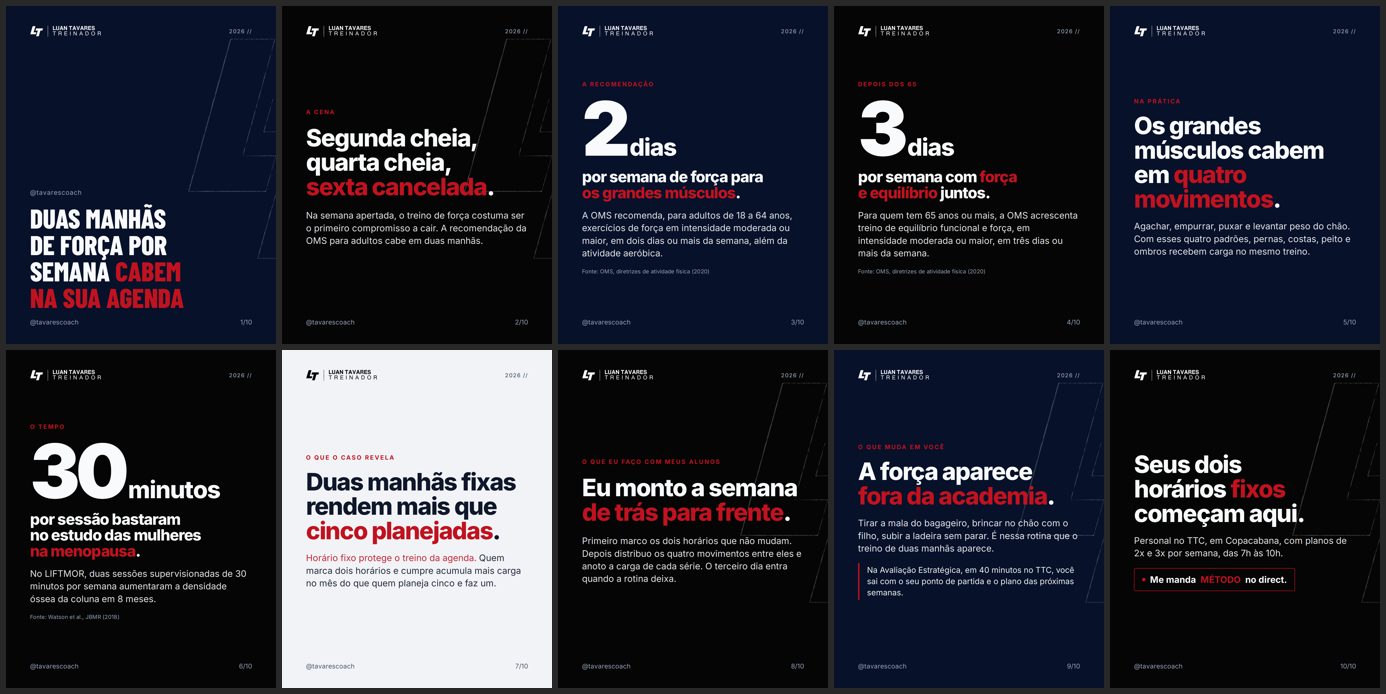 LT | LUAN TAVARES
TREINADOR
2026 //
@tavarescoach
DUAS MANHÃS
DE FORÇA POR
SEMANA CABEM
NA SUA AGENDA
@tavarescoach
1/10
LT | LUAN TAVARES
TREINADOR
2026 //
A CENA
Segunda cheia,
quarta cheia,
sexta cancelada.
Na semana apertada, o treino de força costuma ser
o primeiro compromisso a cair. A recomendação da
OMS para adultos cabe em duas manhãs.
@tavarescoach
2/10
LT | LUAN TAVARES
TREINADOR
2026 //
A RECOMENDAÇÃO
2 dias
por semana de força para
os grandes músculos.
A OMS recomenda, para adultos de 18 a 64 anos,
exercícios de força em intensidade moderada ou
maior, em dois dias ou mais da semana, além da
atividade aeróbica.
Fonte: OMS, diretrizes de atividade física (2020)
@tavarescoach
3/10
LT | LUAN TAVARES
TREINADOR
2026 //
DEPOIS DOS 65
3 dias
por semana com força
e equilíbrio juntos.
Para quem tem 65 anos ou mais, a OMS acrescenta
treino de equilíbrio funcional e força, em
intensidade moderada ou maior, em três dias ou
mais da semana.
Fonte: OMS, diretrizes de atividade física (2020)
@tavarescoach
4/10
LT | LUAN TAVARES
TREINADOR
2026 //
NA PRÁTICA
Os grandes
músculos cabem
em quatro
movimentos.
Agachar, empurrar, puxar e levantar peso do chão.
Com esses quatro padrões, pernas, costas, peito e
ombros recebem carga no mesmo treino.
@tavarescoach
5/10
LT | LUAN TAVARES
TREINADOR
2026 //
O TEMPO
30 minutos
por sessão bastaram
no estudo das mulheres
na menopausa.
No LIFTMOR, duas sessões supervisionadas de 30
minutos por semana aumentaram a densidade
óssea da coluna em 8 meses.
Fonte: Watson et al., JBMR (2018)
@tavarescoach
6/10
LT | LUAN TAVARES
TREINADOR
2026 //
O QUE O CASO REVELA
Duas manhãs fixas
rendem mais que
cinco planejadas.
Horário fixo protege o treino da agenda. Quem
marca dois horários e cumpre acumula mais carga
no mês do que quem planeja cinco e faz um.
@tavarescoach
7/10
LT | LUAN TAVARES
TREINADOR
2026 //
O QUE EU FAÇO COM MEUS ALUNOS
Eu monto a semana
de trás para frente.
Primeiro marco os dois horários que não mudam.
Depois distribuo os quatro movimentos entre eles e
anoto a carga de cada série. O terceiro dia entra
quando a rotina deixa.
@tavarescoach
8/10
LT | LUAN TAVARES
TREINADOR
2026 //
O QUE MUDA EM VOCÊ
A força aparece
fora da academia.
Tirar a mala do bagageiro, brincar no chão com o
filho, subir a ladeira sem parar. É nessa rotina que o
treino de duas manhãs aparece.
Na Avaliação Estratégica, em 40 minutos no TTC, você
sai com o seu ponto de partida e o plano das próximas
semanas.
@tavarescoach
9/10
LT | LUAN TAVARES
TREINADOR
2026 //
Seus dois
horários fixos
começam aqui.
Personal no TTC, em Copacabana, com planos de
2x e 3x por semana, das 7h às 10h.
• Me manda MÉTODO no direct.
@tavarescoach
10/10